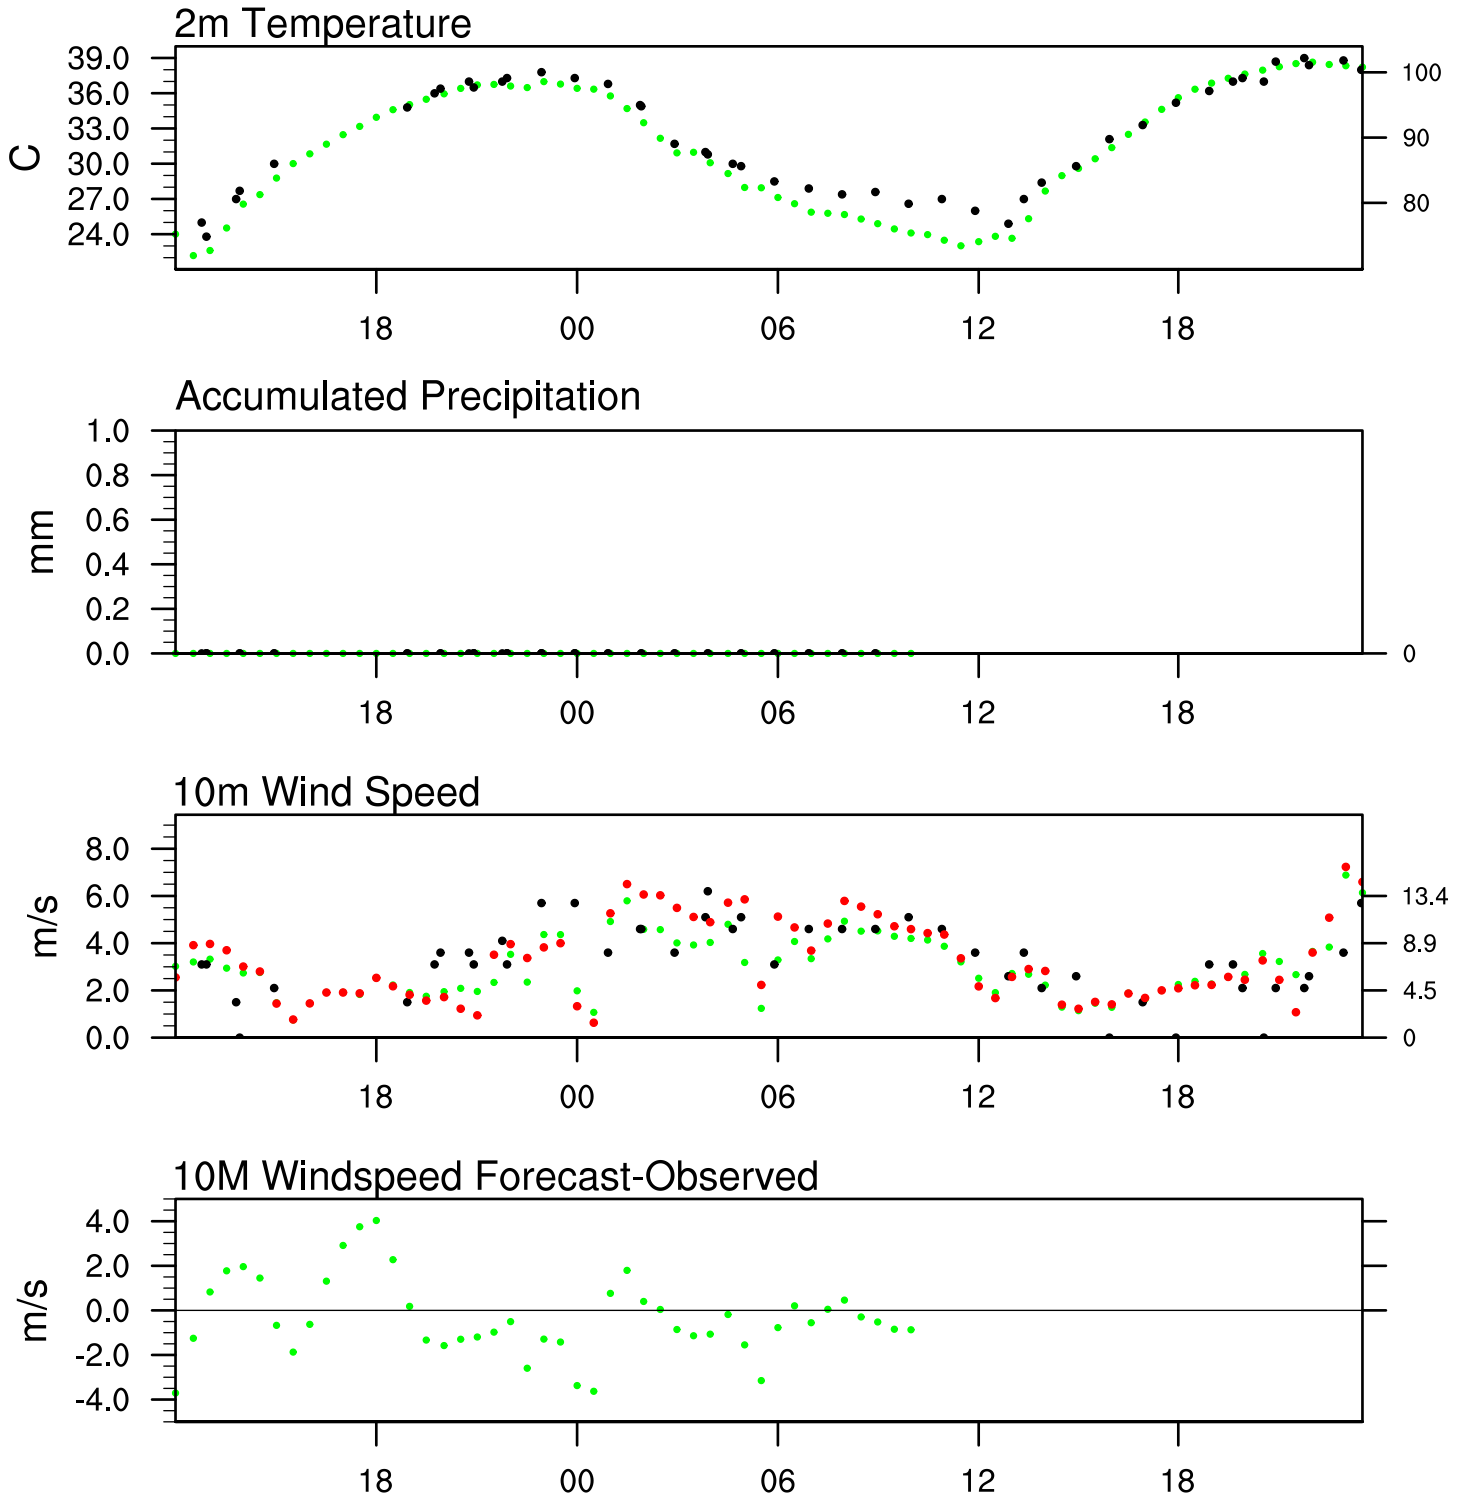 2m Temperature
39.0
36.0
33.0
30.0
27.0
24.0
C
100
90
80
18 00 06 12 18
Accumulated Precipitation
1.0
0.8
0.6
0.4
0.2
0.0
mm
0
18 00 06 12 18
10m Wind Speed
8.0
6.0
4.0
2.0
0.0
m/s
13.4
8.9
4.5
0
18 00 06 12 18
10M Windspeed Forecast-Observed
4.0
2.0
0.0
-2.0
-4.0
m/s
18 00 06 12 18